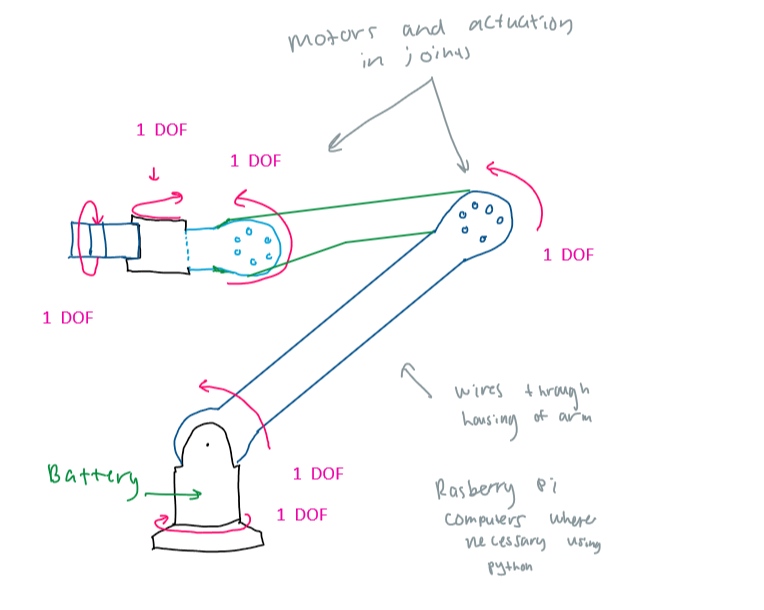 motors and actuation
in joints
1 DOF
1 DOF
1 DOF
1 DOF
wires through
housing of arm
Battery
1 DOF
1 DOF
Rasberry Pi
computers where
necessary using
python